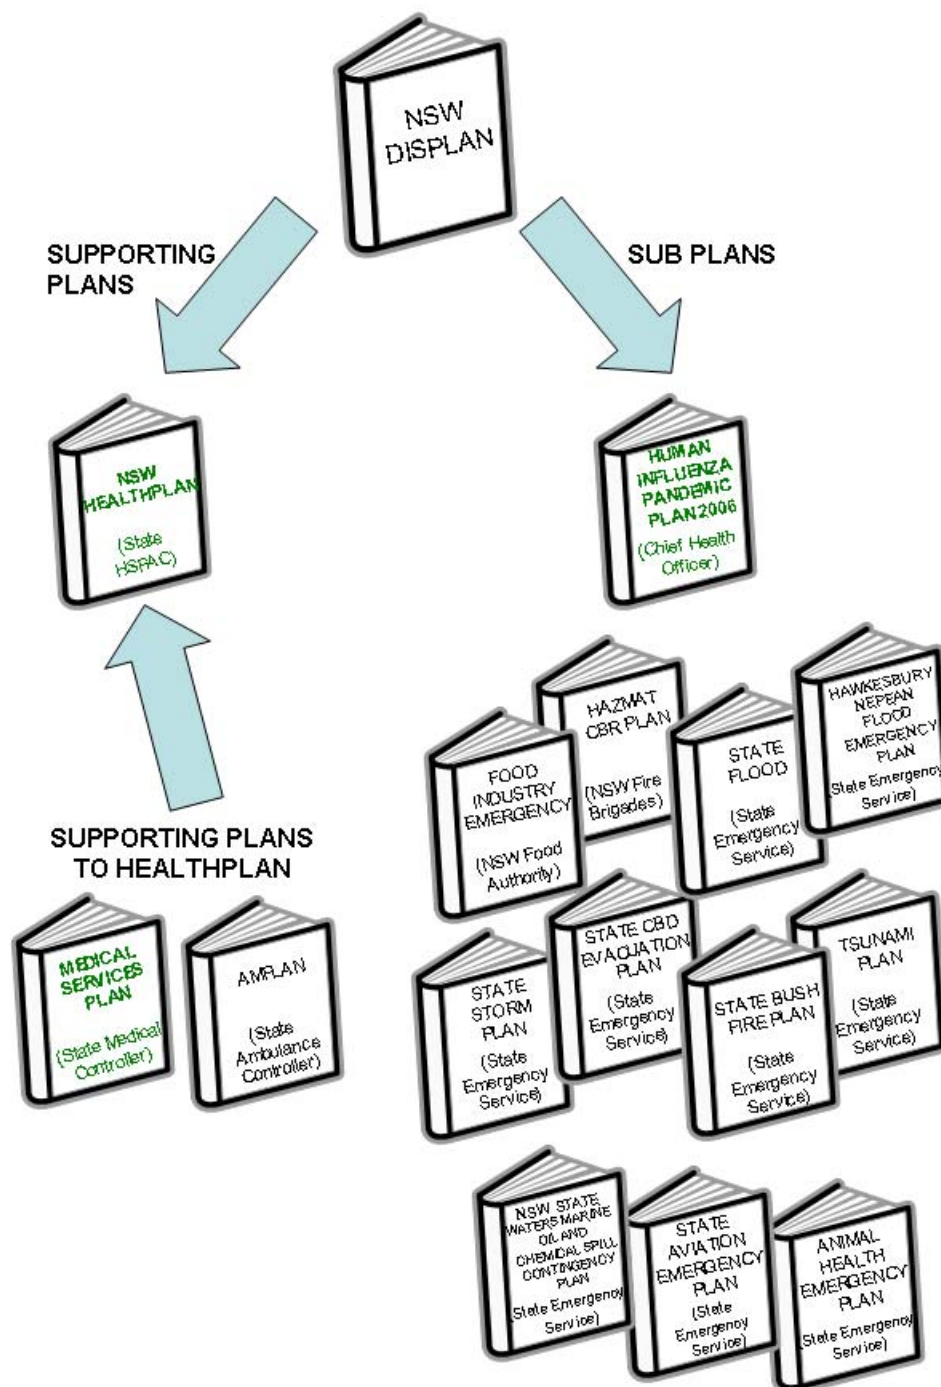 NSW
DISPLAN
SUPPORTING
PLANS
SUB PLANS
NSW
HEALTHPLAN
(State
HSPAC)
HUMAN
INFLUENZA
PANDEMIC
PLAN 2006
(Chief Health
Officer)
SUPPORTING PLANS
TO HEALTHPLAN
MEDICAL
SERVICES
PLAN
(State Medical
Controller)
AMPLAN
(State
Ambulance
Controller)
FOOD
INDUSTRY
EMERGENCY
(NSW Food
Authority)
HAZMAT
CBR PLAN
(NSW Fire
Brigades)
STATE
FLOOD
(State
Emergency
Service)
HAWKESBURY
NEPEAN
FLOOD
EMERGENCY
PLAN
(State Emergency
Service)
STATE
STORM
PLAN
(State
Emergency
Service)
STATE CBD
EVACUATION
PLAN
(State
Emergency
Service)
STATE BUSH
FIRE PLAN
(State
Emergency
Service)
TSUNAMI
PLAN
(State
Emergency
Service)
NSW STATE
WATERS MARINE
OIL AND
CHEMICAL SPILL
CONTINGENCY
PLAN
(State Emergency
Service)
STATE
AVIATION
EMERGENCY
PLAN
(State
Emergency
Service)
ANIMAL
HEALTH
EMERGENCY
PLAN
(State Emergency
Service)